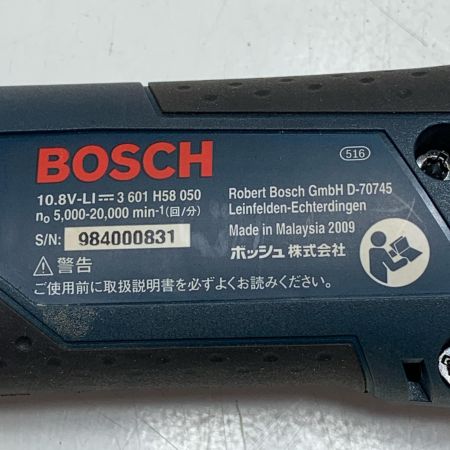 BOSCH
516
10.8V-LI⎓3 601 H58 050
n₀ 5,000-20,000 min⁻¹(回/分)
S/N: 984000831
Robert Bosch GmbH D-70745
Leinfelden-Echterdingen
Made in Malaysia 2009
ボッシュ株式会社
⚠警告
ご使用前に取扱説明書を必ずよくお読みください。